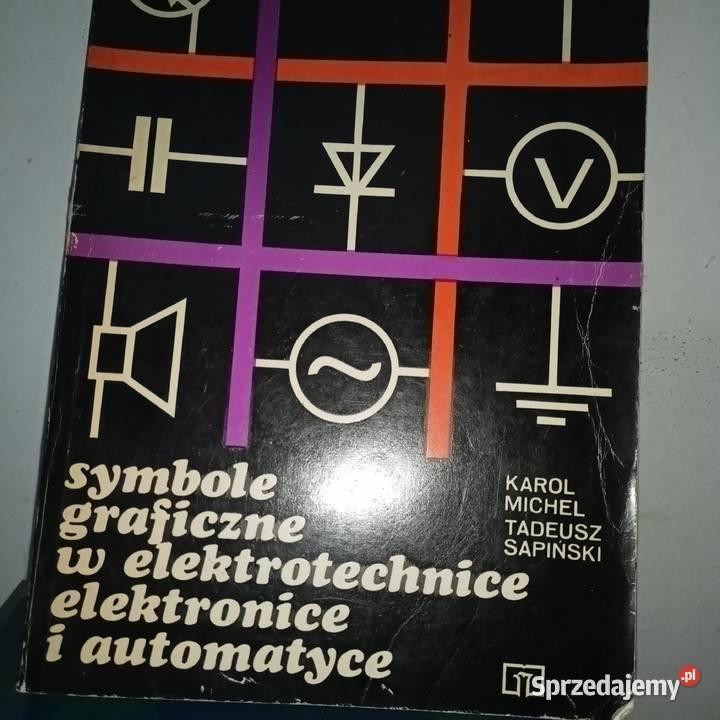 V
symbole
graficzne
w elektrotechnice
elektronice
i automatyce
KAROL
MICHEL
TADEUSZ
SAPIŃSKI
Sprzedajemy.pl